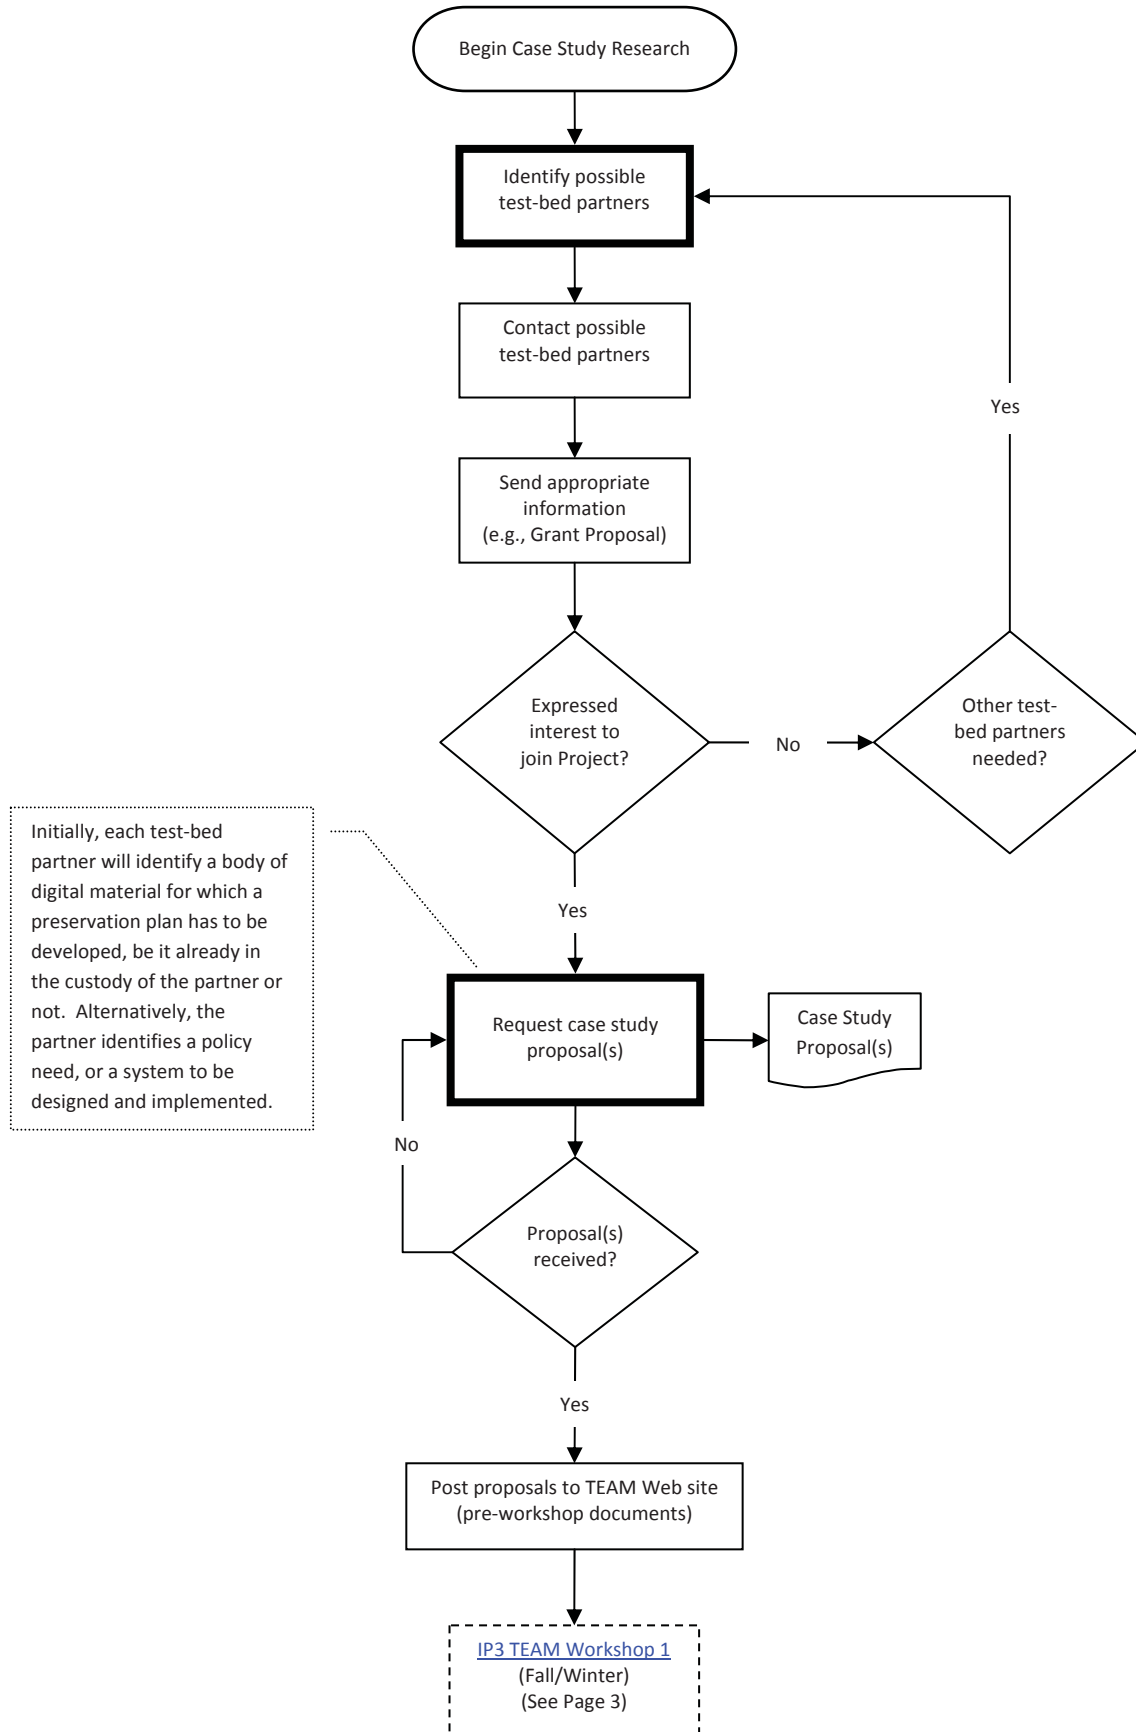 Begin Case Study Research
Identify possible
test-bed partners
Contact possible
test-bed partners
Yes
Send appropriate
information
(e.g., Grant Proposal)
Expressed
interest to
join Project?
No
Other test-
bed partners
needed?
Initially, each test-bed
partner will identify a body of
digital material for which a
preservation plan has to be
developed, be it already in
the custody of the partner or
not.  Alternatively, the
partner identifies a policy
need, or a system to be
designed and implemented.
Yes
Request case study
proposal(s)
Case Study
Proposal(s)
No
Proposal(s)
received?
Yes
Post proposals to TEAM Web site
(pre-workshop documents)
IP3 TEAM Workshop 1
(Fall/Winter)
(See Page 3)